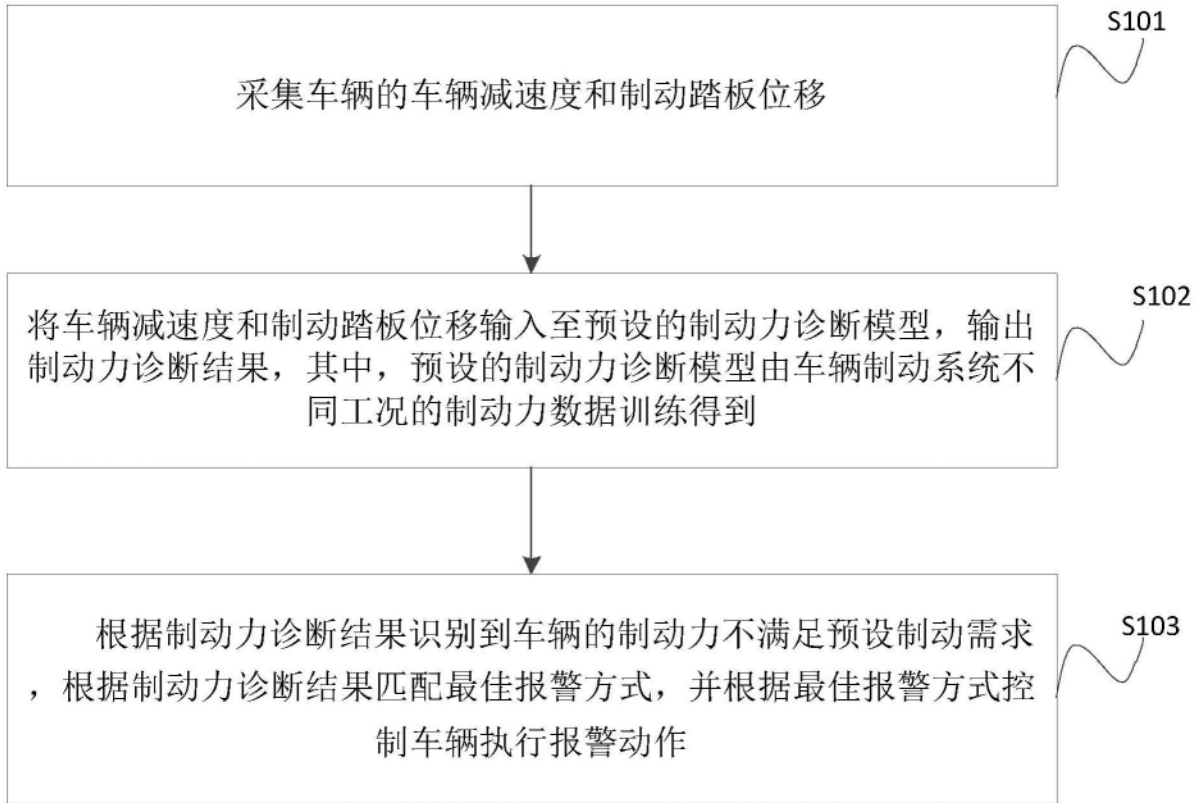 S101
采集车辆的车辆减速度和制动踏板位移
S102
将车辆减速度和制动踏板位移输入至预设的制动力诊断模型，输出
制动力诊断结果，其中，预设的制动力诊断模型由车辆制动系统不
同工况的制动力数据训练得到
S103
根据制动力诊断结果识别到车辆的制动力不满足预设制动需求
，根据制动力诊断结果匹配最佳报警方式，并根据最佳报警方式控
制车辆执行报警动作